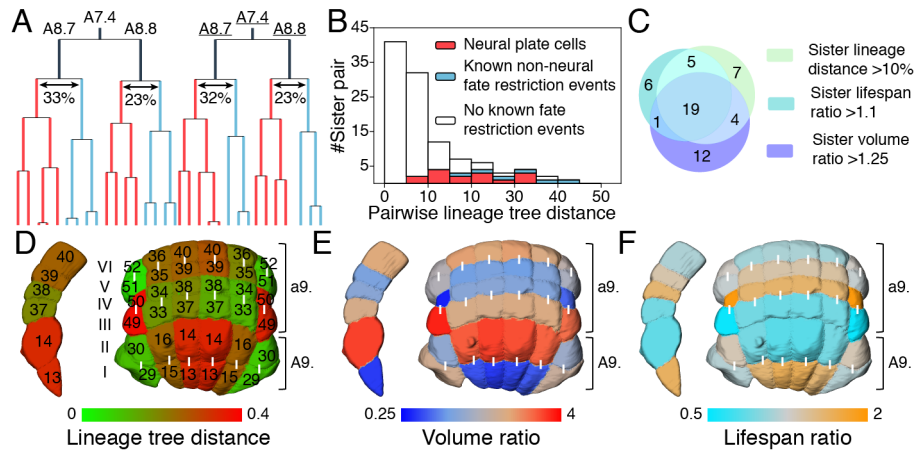 A
A7.4
A8.7 A8.8
33% 23%
A7.4
A8.7 A8.8
32% 23%
B
#Sister pair
45
35
25
15
5
0 10 20 30 10 50
Pairwise lineage tree distance
Neural plate cells
Known non-neural
fate restriction events
No known fate
restriction events
C
5 7
6
19
1 4
12
Sister lineage
distance >10%
Sister lifespan
ratio >1.1
Sister volume
ratio >1.25
D
40
39
38
37
14
13
VI
V
IV
III
II
I
36 40 40 36
52 35 39 39 35 52
51 34 38 38 34 51
50 33 37 37 33 50
49 14 14 49
30 16 16 30
29 15 13 13 15 29
a9.
A9.
0 0.4
Lineage tree distance
E
a9.
A9.
0.25 4
Volume ratio
F
a9.
A9.
0.5 2
Lifespan ratio